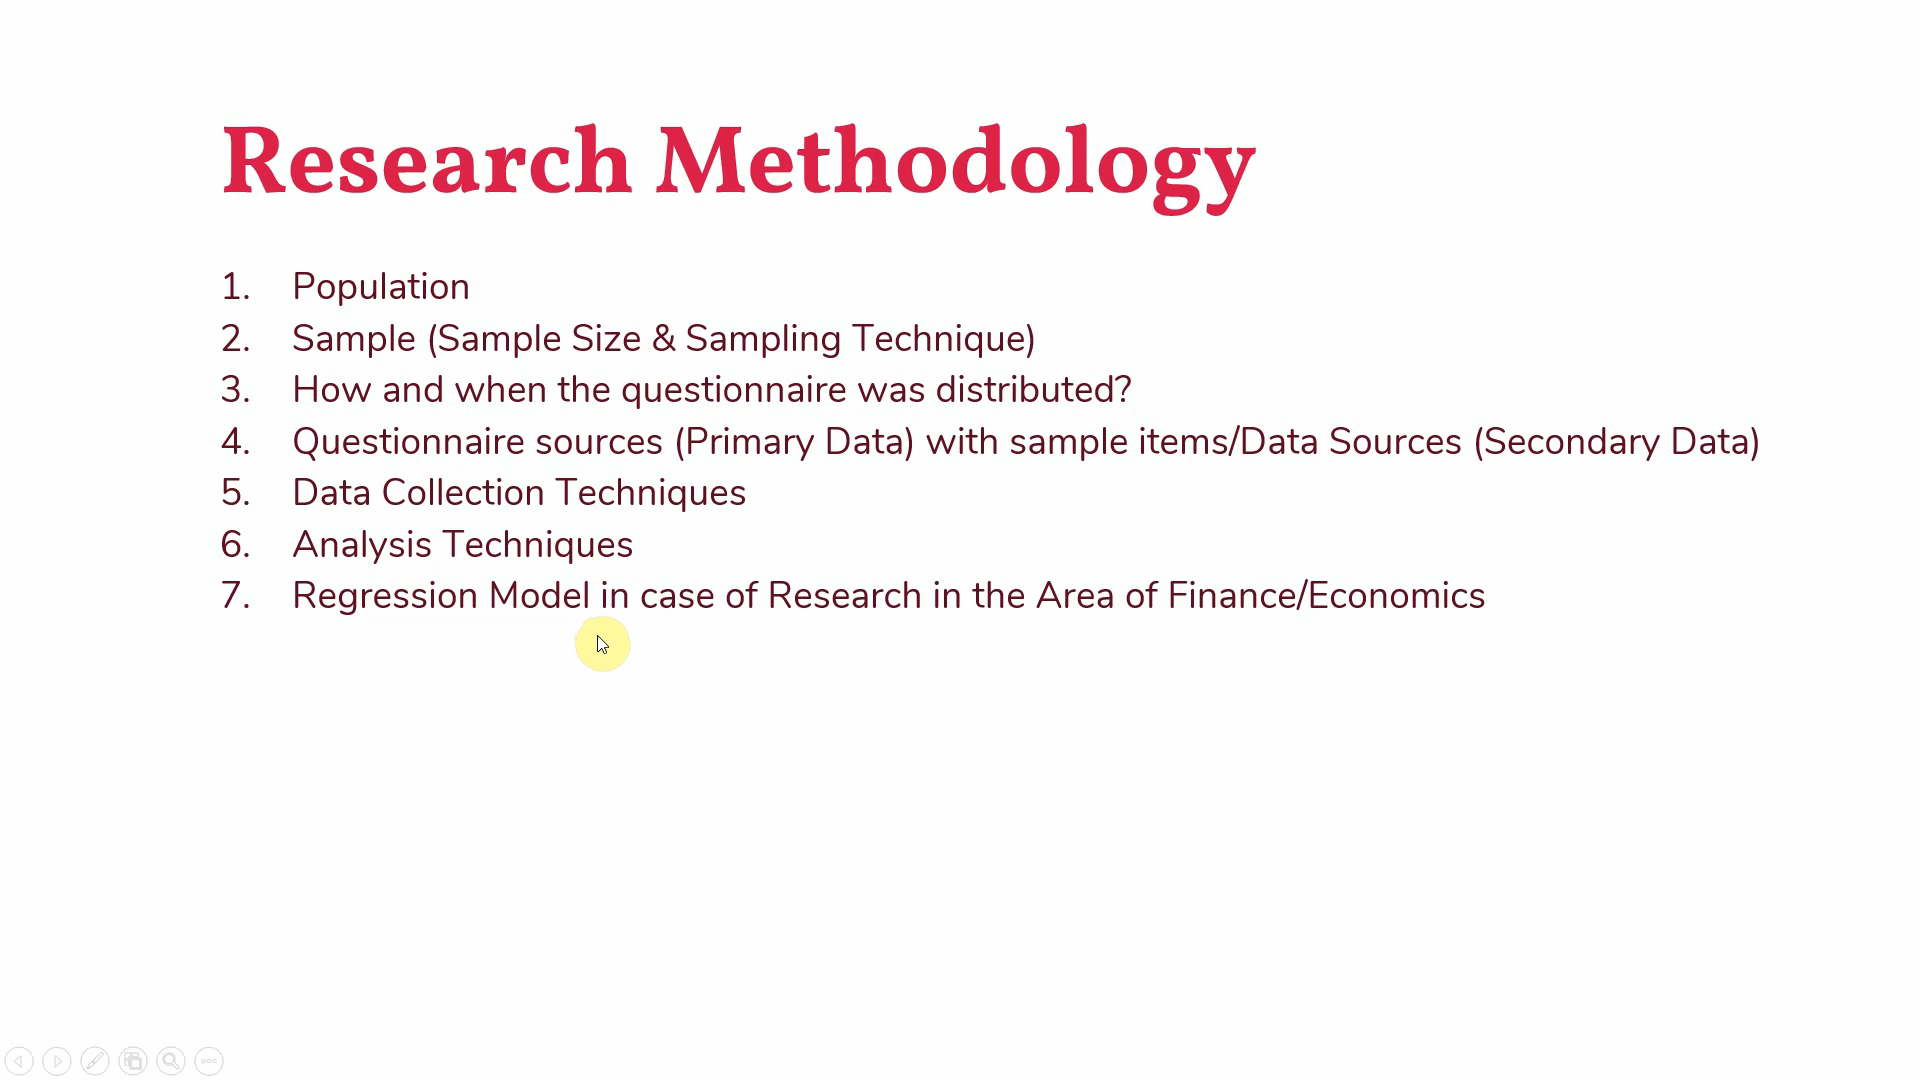 Research Methodology
1. Population
2. Sample (Sample Size & Sampling Technique)
3. How and when the questionnaire was distributed?
4. Questionnaire sources (Primary Data) with sample items/Data Sources (Secondary Data)
5. Data Collection Techniques
6. Analysis Techniques
7. Regression Model in case of Research in the Area of Finance/Economics